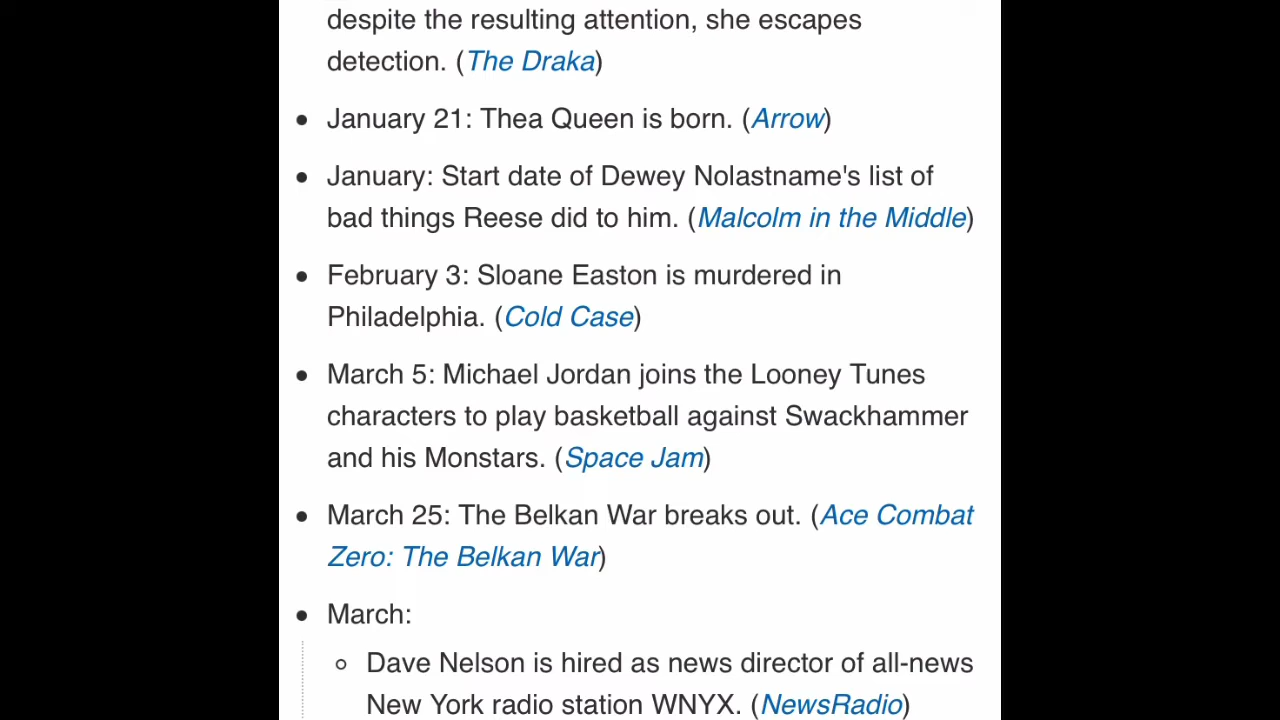 despite the resulting attention, she escapes
detection. (The Draka)
• January 21: Thea Queen is born. (Arrow)
• January: Start date of Dewey Nolastname's list of
bad things Reese did to him. (Malcolm in the Middle)
• February 3: Sloane Easton is murdered in
Philadelphia. (Cold Case)
• March 5: Michael Jordan joins the Looney Tunes
characters to play basketball against Swackhammer
and his Monstars. (Space Jam)
• March 25: The Belkan War breaks out. (Ace Combat
Zero: The Belkan War)
• March:
○ Dave Nelson is hired as news director of all-news
New York radio station WNYX. (NewsRadio)